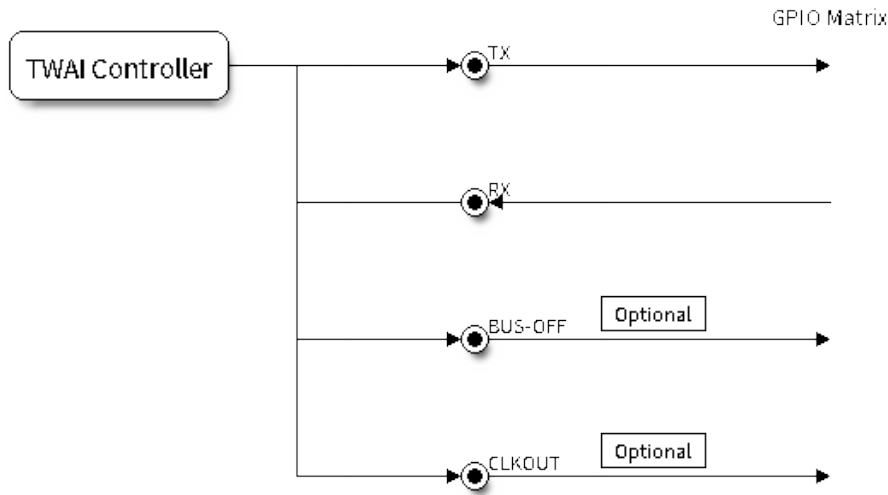 GPIO Matrix
TWAI Controller
TX
RX
BUS-OFF
Optional
CLKOUT
Optional